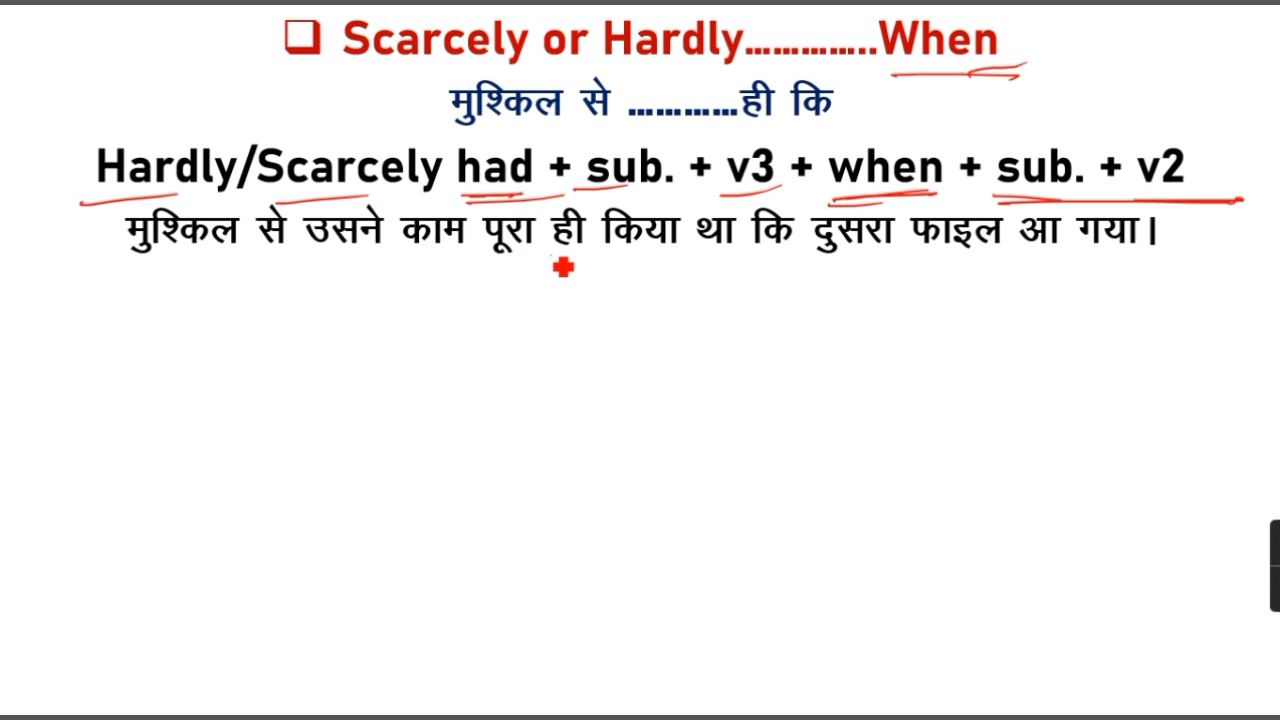 ❑ Scarcely or Hardly…………..When
मुश्किल से …………ही कि
Hardly/Scarcely had + sub. + v3 + when + sub. + v2
मुश्किल से उसने काम पूरा ही किया था कि दुसरा फाइल आ गया।